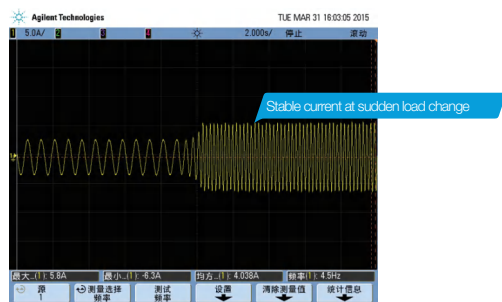 Agilent Technologies
TUE MAR 31 16:03:05 2015
1 5.0A/ 2 3 4 2.000s/ 停止 滚动
Stable current at sudden load change
最大_(1): 5.8A 最小_(1): -6.3A 均方_(1): 4.038A 频率(1): 4.5Hz
源 测量选择 测试 设置 清除测量值 统计信息
1 频率 频率